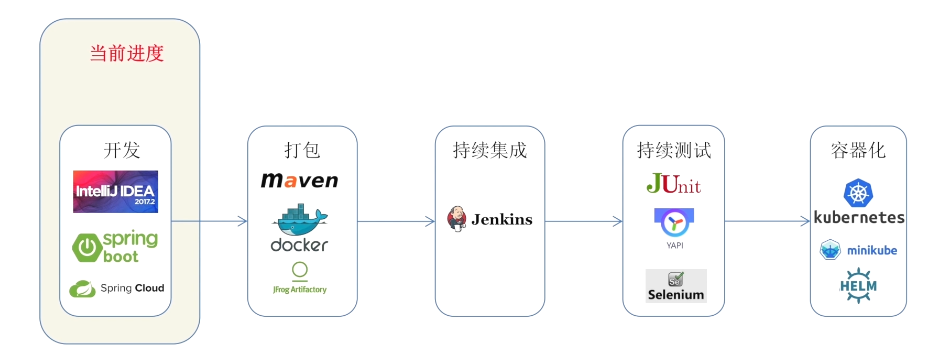 当前进度
开发
IntelliJ IDEA
2017.2
spring
boot
Spring Cloud
打包
maven
docker
JFrog Artifactory
持续集成
Jenkins
持续测试
JUnit
YAPI
Se
Selenium
容器化
kubernetes
minikube
HELM